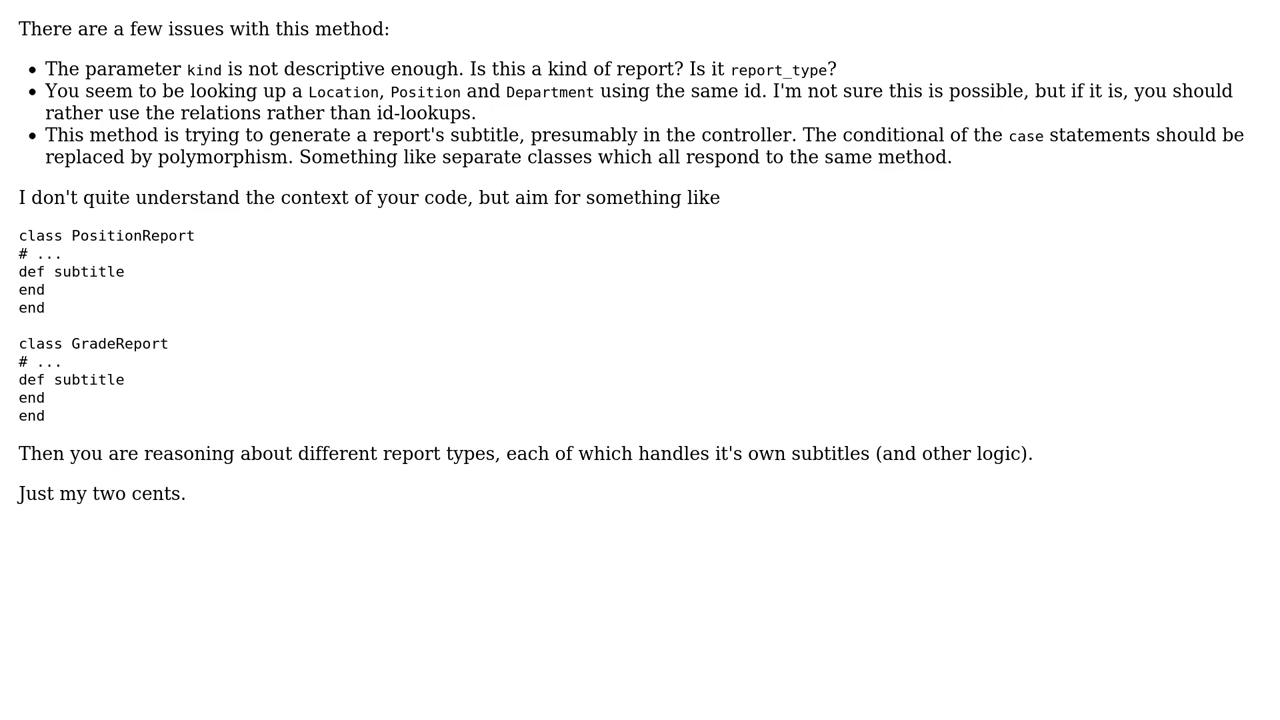 There are a few issues with this method:
• The parameter kind is not descriptive enough. Is this a kind of report? Is it report_type?
• You seem to be looking up a Location, Position and Department using the same id. I'm not sure this is possible, but if it is, you should
rather use the relations rather than id-lookups.
• This method is trying to generate a report's subtitle, presumably in the controller. The conditional of the case statements should be
replaced by polymorphism. Something like separate classes which all respond to the same method.
I don't quite understand the context of your code, but aim for something like
class PositionReport
# ...
def subtitle
end
end
class GradeReport
# ...
def subtitle
end
end
Then you are reasoning about different report types, each of which handles it's own subtitles (and other logic).
Just my two cents.